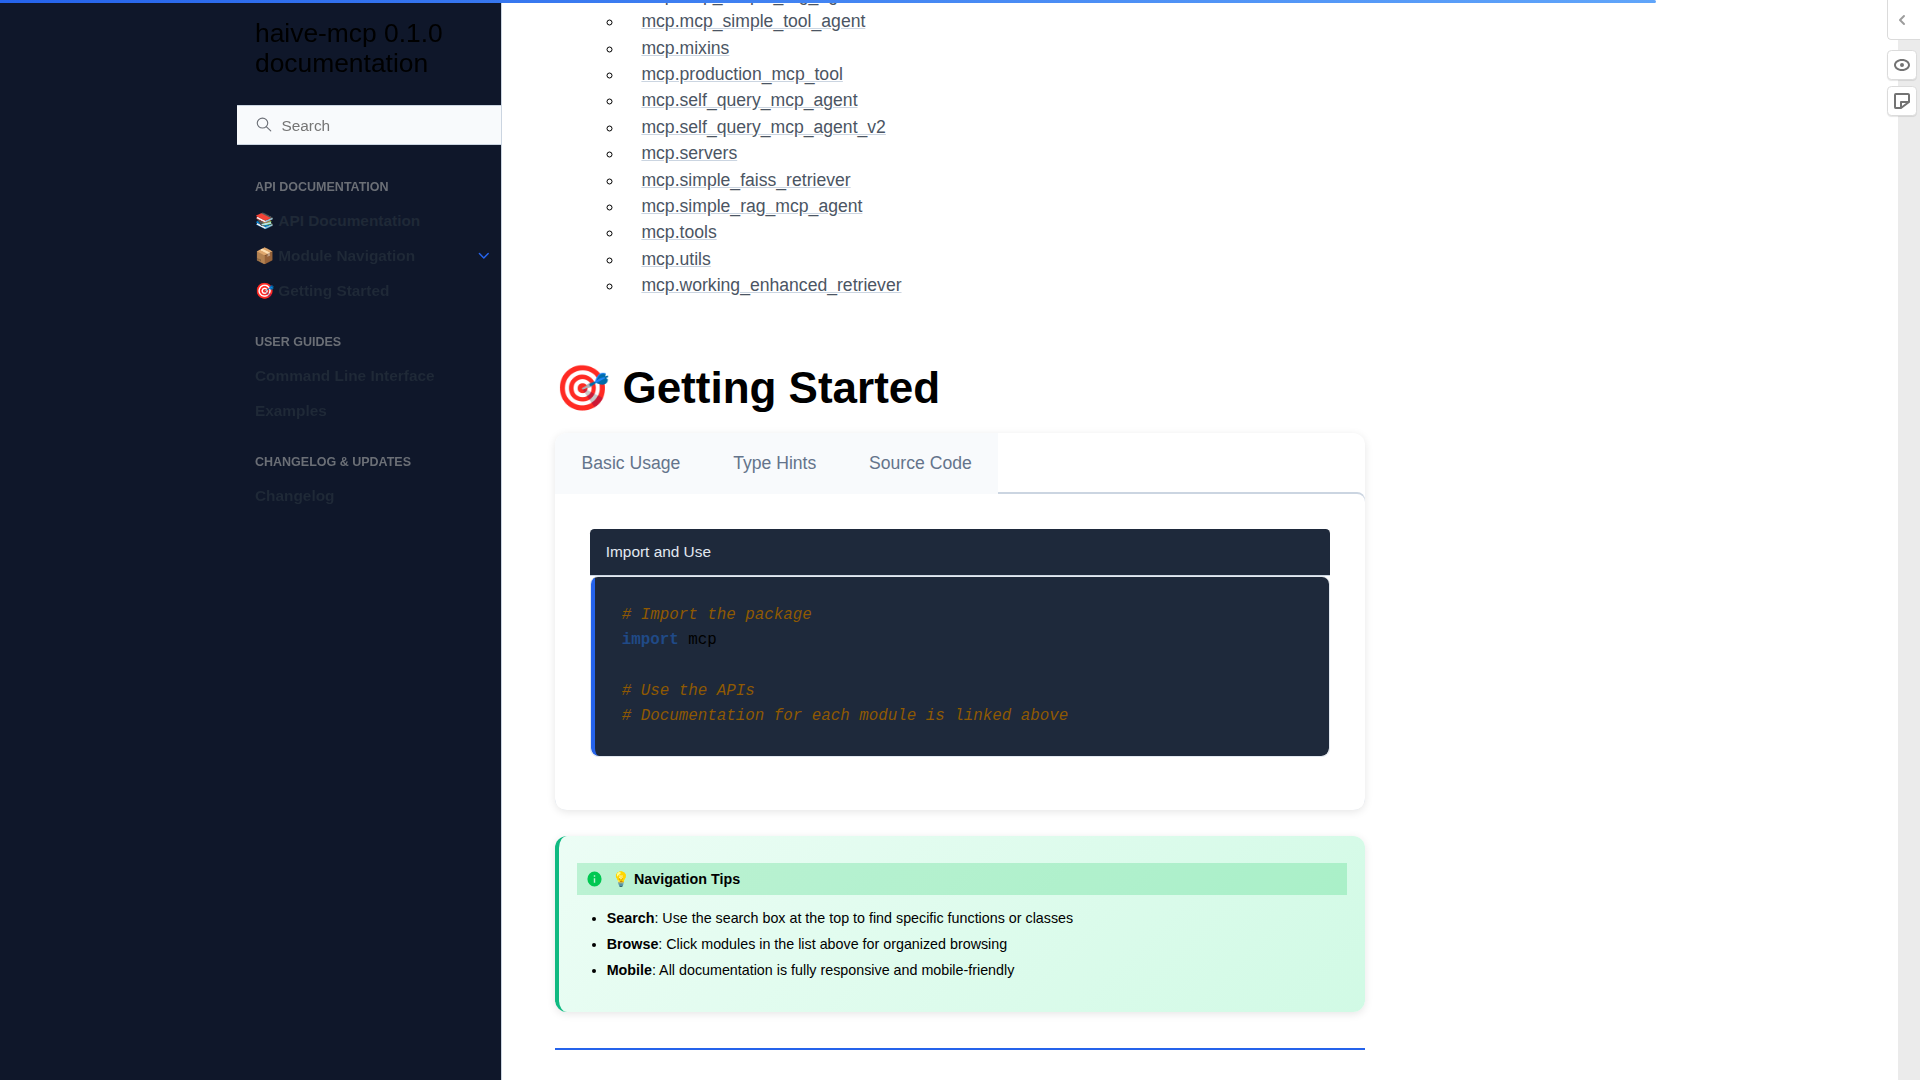 haive-mcp 0.1.0
documentation
Search
API DOCUMENTATION
📚 API Documentation
📦 Module Navigation
🎯 Getting Started
USER GUIDES
Command Line Interface
Examples
CHANGELOG & UPDATES
Changelog
mcp.mcp_simple_tool_agent
mcp.mixins
mcp.production_mcp_tool
mcp.self_query_mcp_agent
mcp.self_query_mcp_agent_v2
mcp.servers
mcp.simple_faiss_retriever
mcp.simple_rag_mcp_agent
mcp.tools
mcp.utils
mcp.working_enhanced_retriever
🎯 Getting Started
Basic Usage Type Hints Source Code
Import and Use
# Import the package
import mcp
# Use the APIs
# Documentation for each module is linked above
💡 Navigation Tips
• Search: Use the search box at the top to find specific functions or classes
• Browse: Click modules in the list above for organized browsing
• Mobile: All documentation is fully responsive and mobile-friendly